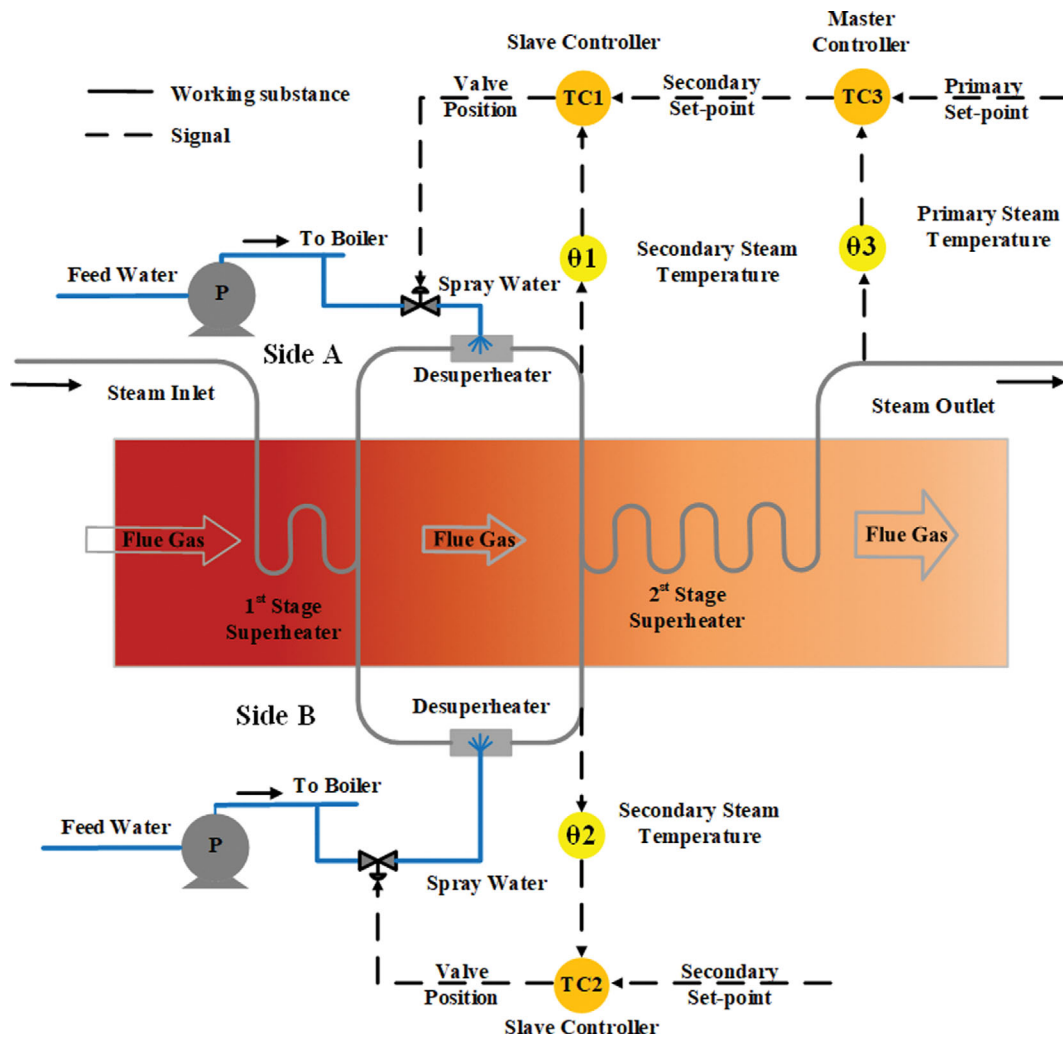 Master
Controller
Slave Controller
Valve
Position
TC1
Secondary
Set-point
TC3
Primary
Set-point
Working substance
Signal
To Boiler
Feed Water
P
Spray Water
θ1
Secondary Steam
Temperature
θ3
Primary Steam
Temperature
Side A
Desuperheater
Steam Inlet
Steam Outlet
Flue Gas
Flue Gas
Flue Gas
1st Stage
Superheater
2st Stage
Superheater
Side B
Desuperheater
To Boiler
Feed Water
P
Spray Water
θ2
Secondary Steam
Temperature
Valve
Position
TC2
Secondary
Set-point
Slave Controller